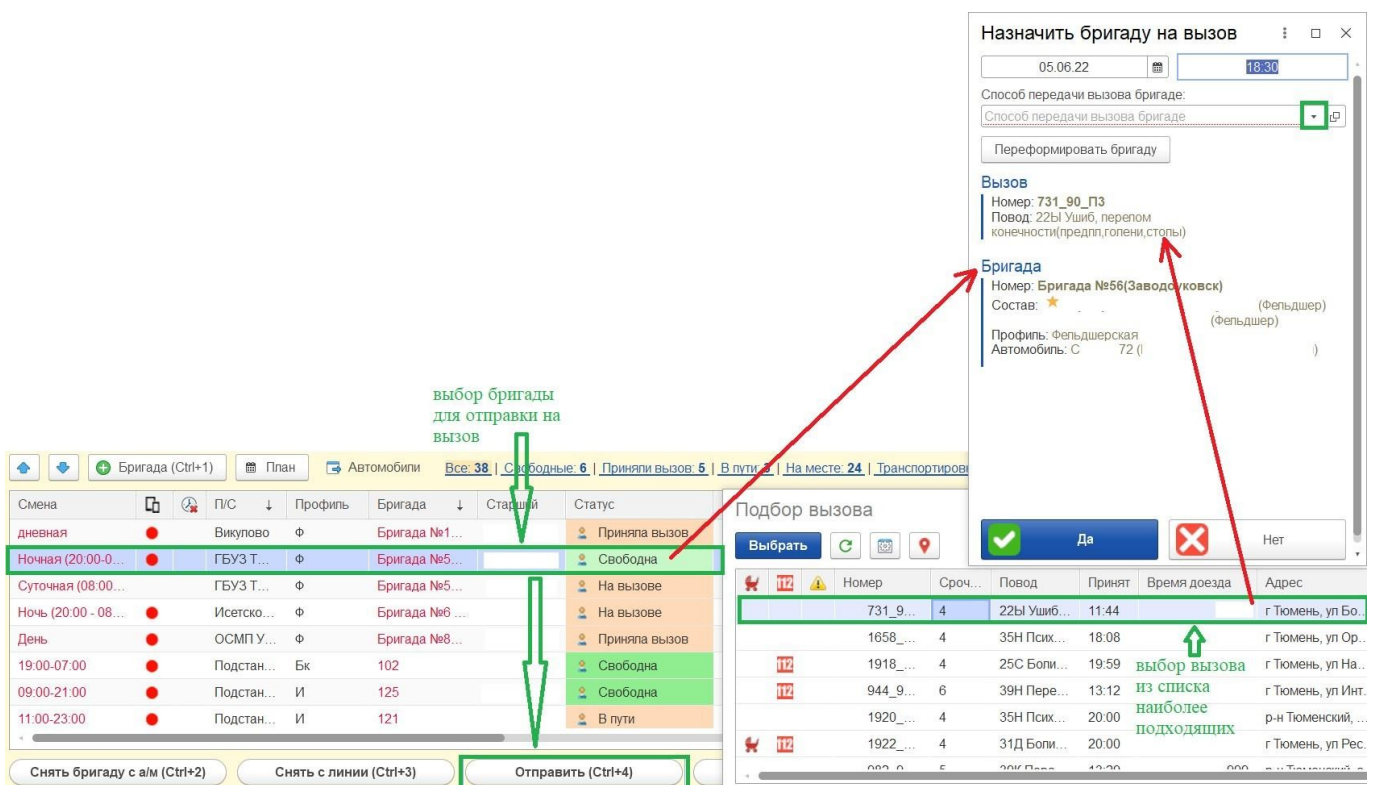 Назначить бригаду на вызов
05.06.22 18:30
Способ передачи вызова бригаде:
Способ передачи вызова бригаде
Переформировать бригаду
Вызов
Номер: 731_90_П3
Повод: 22Ы Ушиб, перелом
конечности(предпл,голени,стопы)
Бригада
Номер: Бригада №56(Заводоуковск)
Состав: (Фельдшер)
(Фельдшер)
Профиль: Фельдшерская
Автомобиль: С 72 ( )
Да Нет
выбор бригады
для отправки на
вызов
Бригада (Ctrl+1) План Автомобили Все: 38 | Свободные: 6 | Приняли вызов: 5 | В пути: 3 | На месте: 24 | Транспортировк
Смена П/С ↓ Профиль Бригада ↓ Старший Статус
дневная Викулово Ф Бригада №1... Приняла вызов
Ночная (20:00-0... ГБУЗ Т... Ф Бригада №5... Свободна
Суточная (08:00... ГБУЗ Т... Ф Бригада №5... На вызове
Ночь (20:00 - 08... Исетско... Ф Бригада №6 ... На вызове
День ОСМП У... Ф Бригада №8... Приняла вызов
19:00-07:00 Подстан... Бк 102 Свободна
09:00-21:00 Подстан... И 125 Свободна
11:00-23:00 Подстан... И 121 В пути
Снять бригаду с а/м (Ctrl+2) Снять с линии (Ctrl+3) Отправить (Ctrl+4)
Подбор вызова
Выбрать
112 Номер Сроч... Повод Принят Время доезда Адрес
731_9... 4 22Ы Ушиб... 11:44 г Тюмень, ул Бо...
1658_... 4 35Н Псих... 18:08 г Тюмень, ул Ор...
112 1918_... 4 25С Боли... 19:59 г Тюмень, ул На...
112 944_9... 6 39Н Пере... 13:12 г Тюмень, ул Инт.
1920_... 4 35Н Псих... 20:00 р-н Тюменский, ...
112 1922_... 4 31Д Боли... 20:00 г Тюмень, ул Рес.
выбор вызова
из списка
наиболее
подходящих